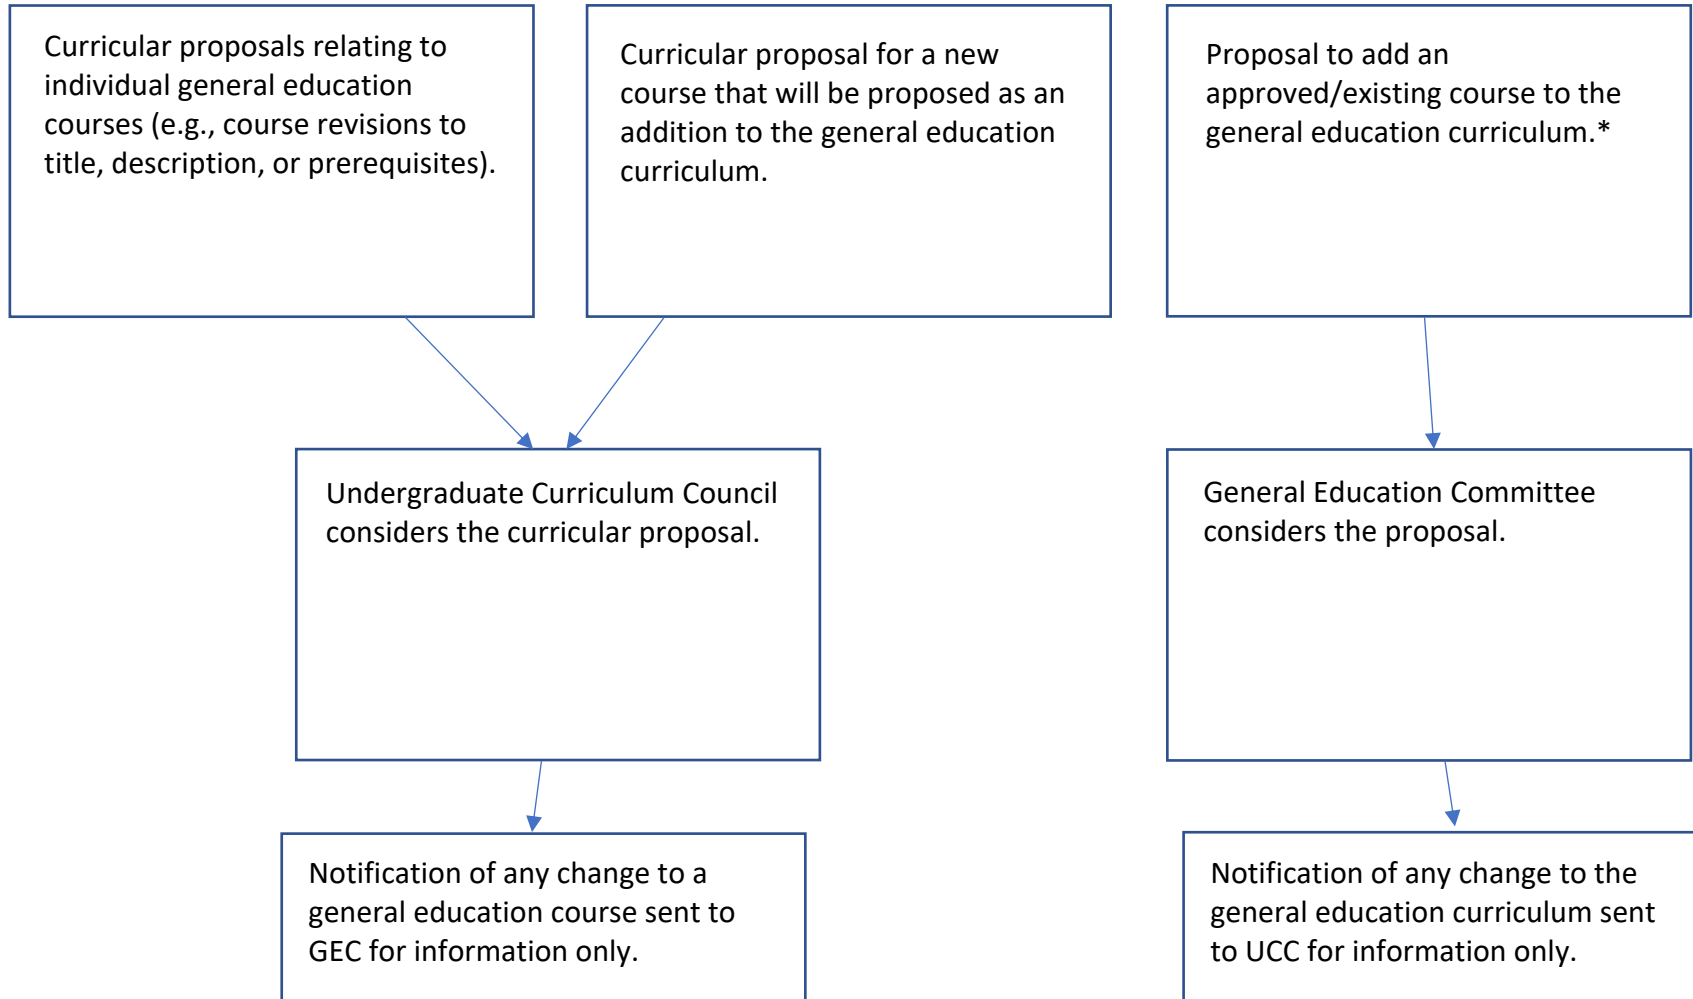 Curricular proposals relating to
individual general education
courses (e.g., course revisions to
title, description, or prerequisites).
Curricular proposal for a new
course that will be proposed as an
addition to the general education
curriculum.
Proposal to add an
approved/existing course to the
general education curriculum.*
Undergraduate Curriculum Council
considers the curricular proposal.
General Education Committee
considers the proposal.
Notification of any change to a
general education course sent to
GEC for information only.
Notification of any change to the
general education curriculum sent
to UCC for information only.